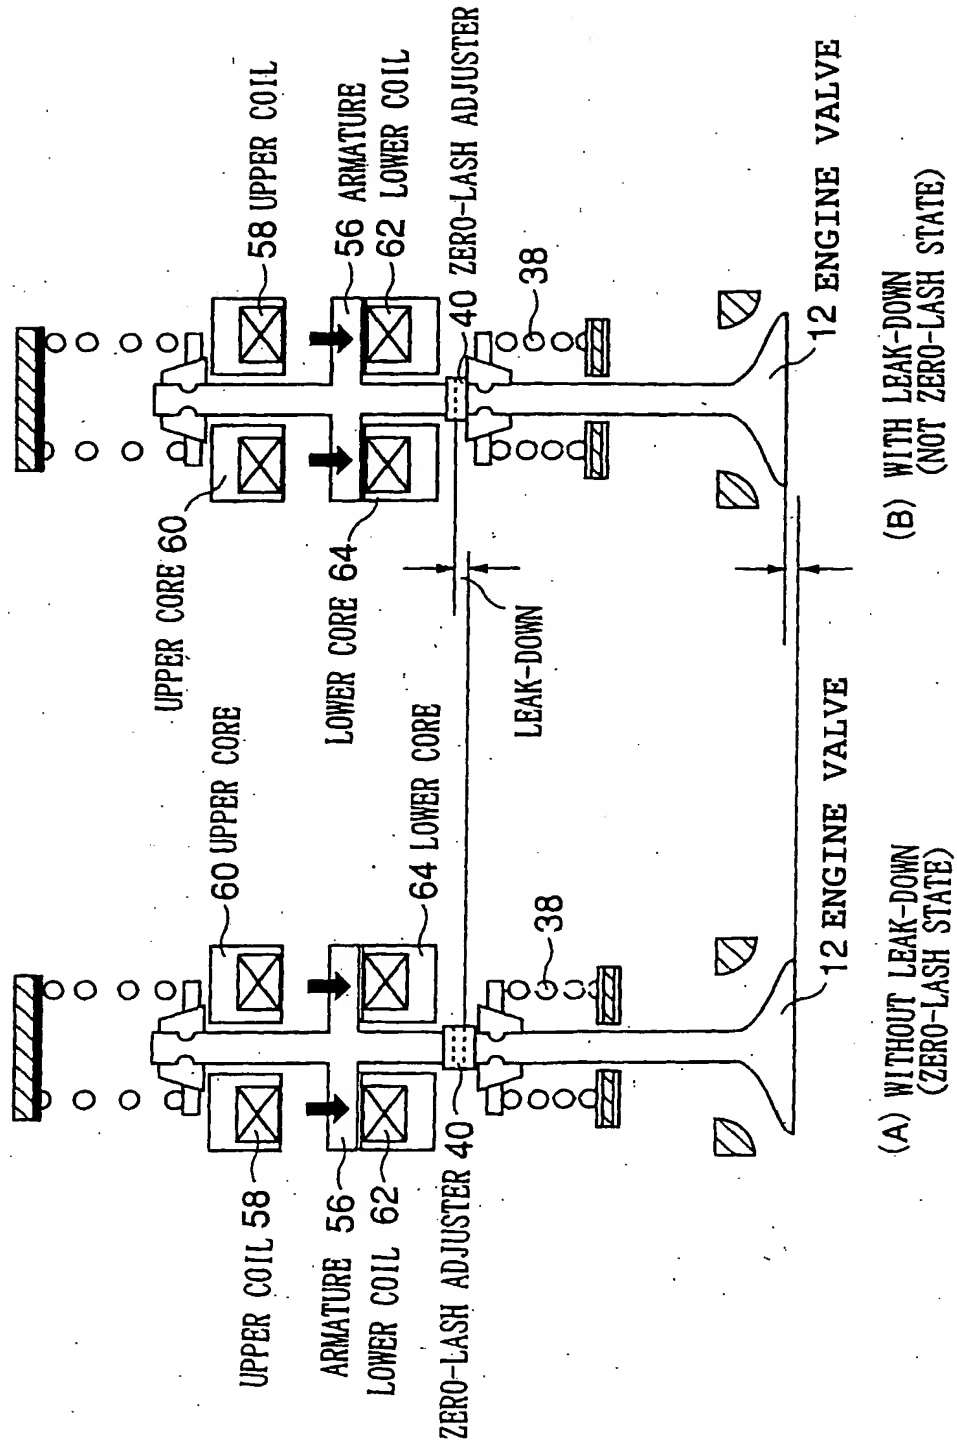 UPPER COIL 58
60 UPPER CORE
ARMATURE 56
LOWER COIL 62
64 LOWER CORE
ZERO-LASH ADJUSTER 40
38
12 ENGINE VALVE
(A) WITHOUT LEAK-DOWN
(ZERO-LASH STATE)
UPPER CORE 60
58 UPPER COIL
56 ARMATURE
62 LOWER COIL
LOWER CORE 64
40 ZERO-LASH ADJUSTER
LEAK-DOWN
38
12 ENGINE VALVE
(B) WITH LEAK-DOWN
(NOT ZERO-LASH STATE)